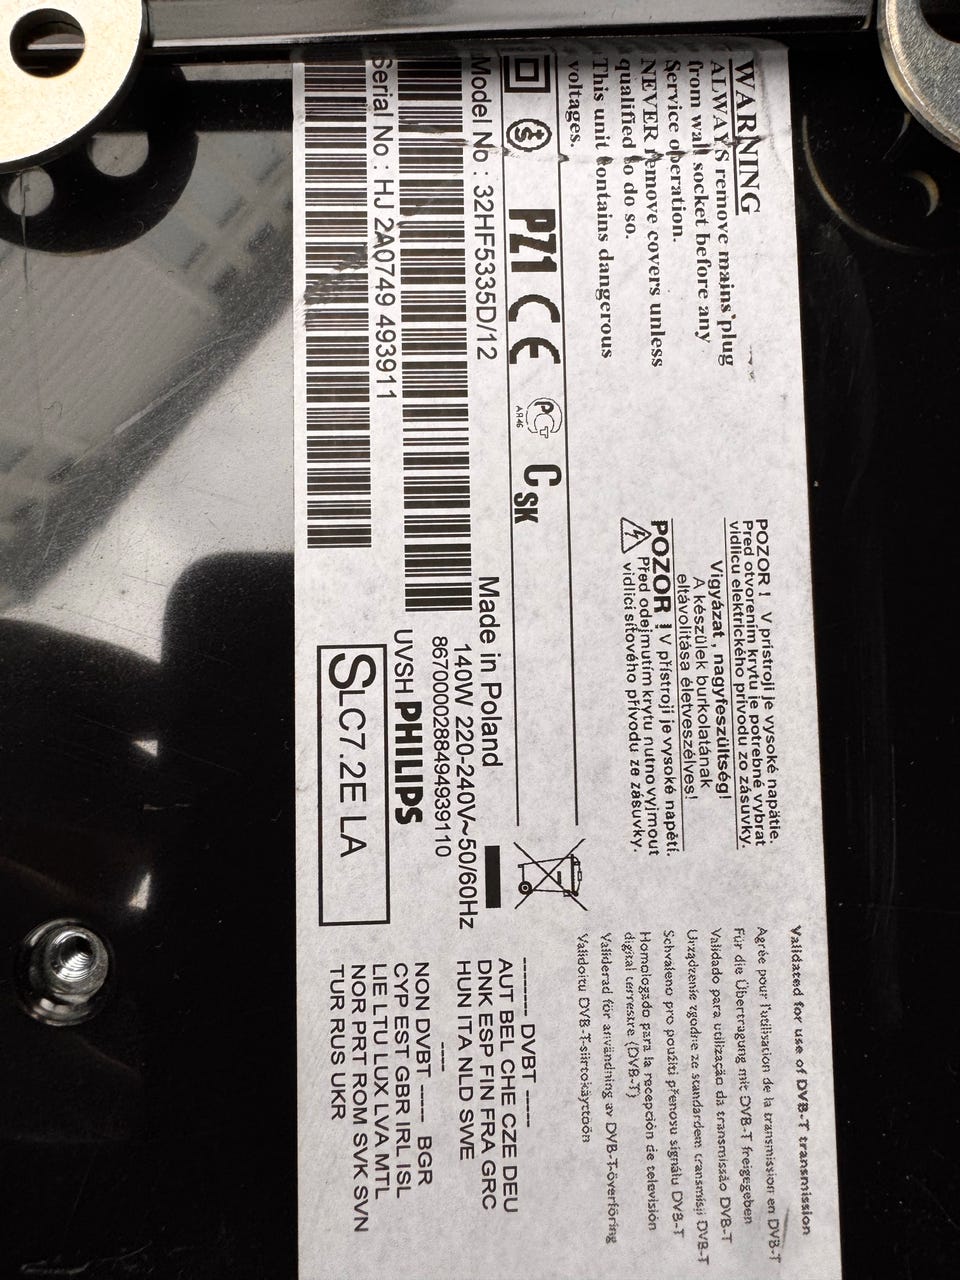 WARNING
ALWAYS remove mains plug
from wall socket before any
Service operation.
NEVER remove covers unless
qualified to do so.
This unit contains dangerous
voltages.
POZOR ! V prístroji je vysoké napätie.
Pred otvorením krytu je potrebné vybrat
vidlicu elektrického prívodu zo zásuvky.
Vigyázat, nagyfeszültség!
A készülék burkolatának
eltávolítása életveszélyes!
POZOR ! V přístroji je vysoké napětí.
Před odejmutím krytu nutno vyjmout
vidlici síťového přívodu ze zásuvky.
Validated for use of DVB-T transmission
Agrée pour l'utilisation de la transmission en DVB-T
Für die Übertragung mit DVB-T freigegeben
Validado para utilização da transmissão DVB-T
Urządzenie zgodne ze standardem transmisji DVB-T
Schváleno pro použití přenosu signálu DVB-T
Homologado para la recepción de televisión
digital terrestre (DVB-T)
Validerad för användning av DVB-T-överföring
Validoitu DVB-T-siirtokäyttöön
PZ1 CE PCT AЯ46 CSK
Model No : 32HF5335D/12
Serial No : HJ 2A0749 493911
Made in Poland
140W 220-240V~50/60Hz
8670000288494939110
UVSH PHILIPS
SLC7.2E LA
------- DVBT -----
AUT BEL CHE CZE DEU
DNK ESP FIN FRA GRC
HUN ITA NLD SWE
----
NON DVBT ---- BGR
CYP EST GBR IRL ISL
LIE LTU LUX LVA MTL
NOR PRT ROM SVK SVN
TUR RUS UKR